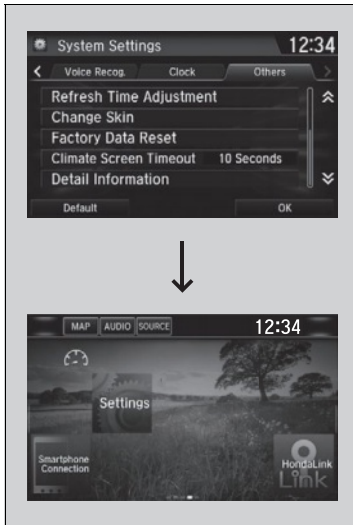 System Settings 12:34
Voice Recog. Clock Others
Refresh Time Adjustment
Change Skin
Factory Data Reset
Climate Screen Timeout 10 Seconds
Detail Information
Default OK
MAP AUDIO SOURCE 12:34
Settings
Smartphone
Connection
HondaLink
Link